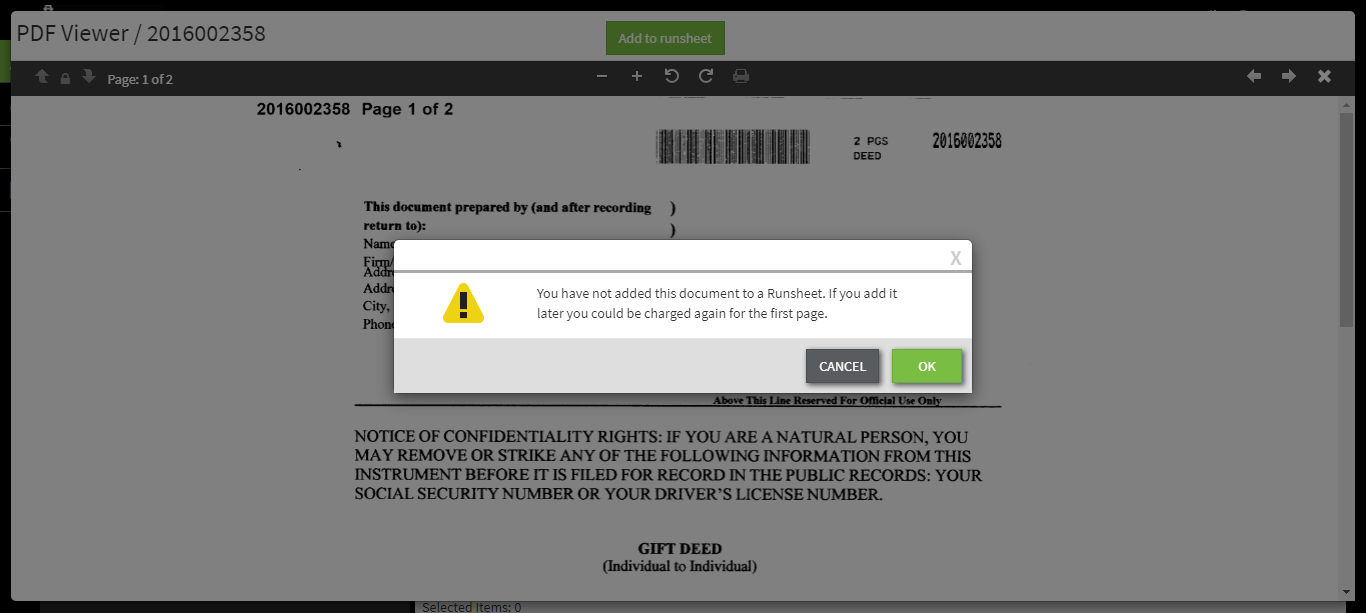 PDF Viewer / 2016002358
Add to runsheet
Page: 1 of 2
2016002358 Page 1 of 2
2 PGS
DEED
2016002358
This document prepared by (and after recording )
return to): )
Name
Firm/
Addre
Addre
City,
Phone
X
You have not added this document to a Runsheet. If you add it
later you could be charged again for the first page.
CANCEL
OK
Above This Line Reserved For Official Use Only
NOTICE OF CONFIDENTIALITY RIGHTS: IF YOU ARE A NATURAL PERSON, YOU
MAY REMOVE OR STRIKE ANY OF THE FOLLOWING INFORMATION FROM THIS
INSTRUMENT BEFORE IT IS FILED FOR RECORD IN THE PUBLIC RECORDS: YOUR
SOCIAL SECURITY NUMBER OR YOUR DRIVER'S LICENSE NUMBER.
GIFT DEED
(Individual to Individual)
Selected Items: 0